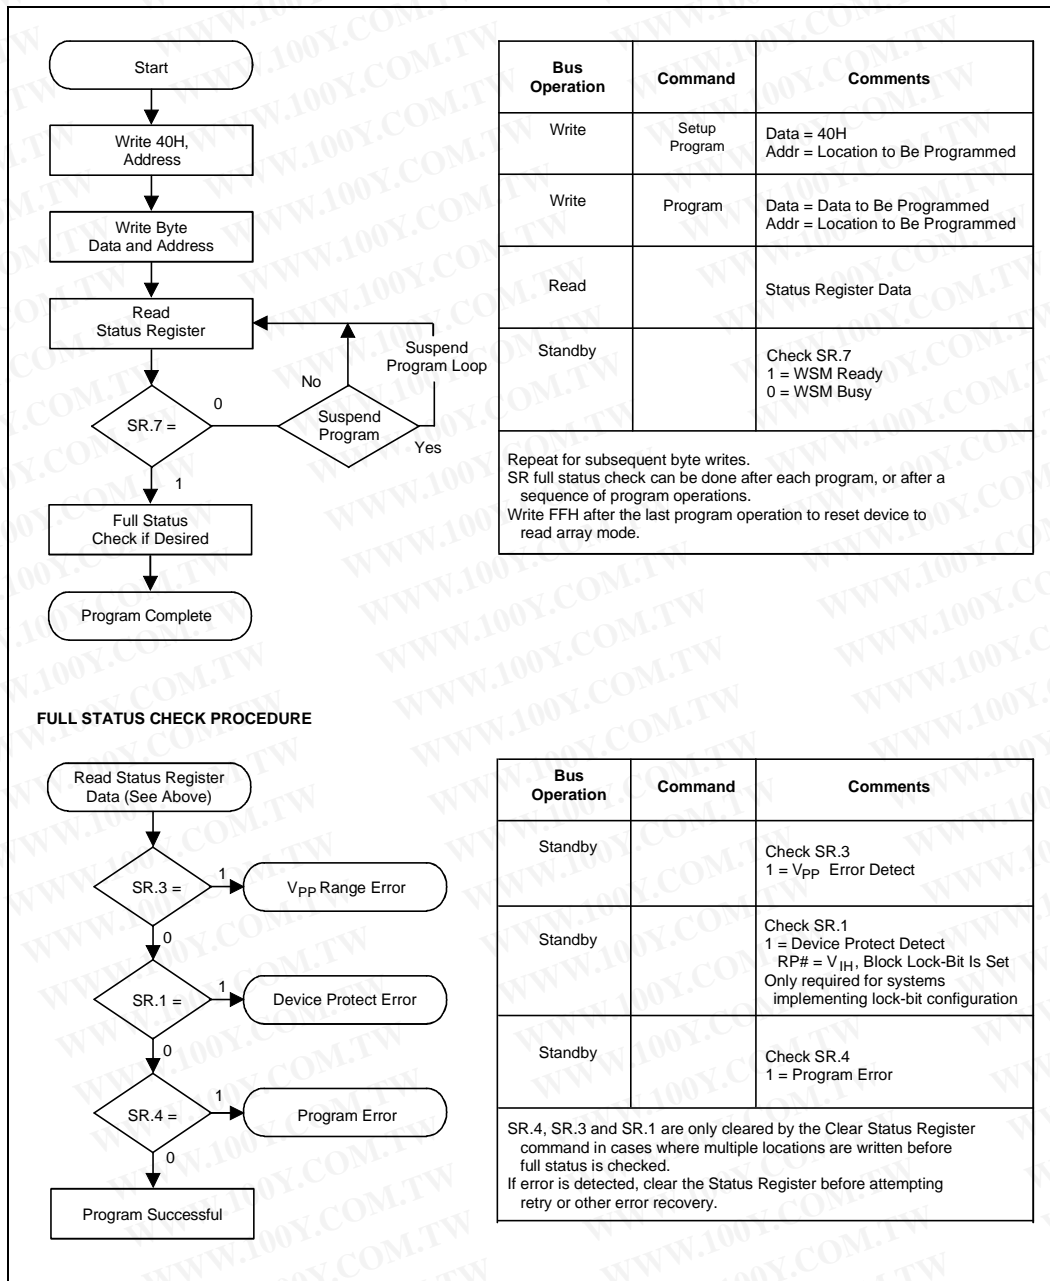 Start
Write 40H,
Address
Write Byte
Data and Address
Read
Status Register
SR.7 =
0
1
No
Suspend
Program
Yes
Suspend
Program Loop
Full Status
Check if Desired
Program Complete
Bus
Operation
Command
Comments
Write
Setup
Program
Data = 40H
Addr = Location to Be Programmed
Write
Program
Data = Data to Be Programmed
Addr = Location to Be Programmed
Read
Status Register Data
Standby
Check SR.7
1 = WSM Ready
0 = WSM Busy
Repeat for subsequent byte writes.
SR full status check can be done after each program, or after a
sequence of program operations.
Write FFH after the last program operation to reset device to
read array mode.
FULL STATUS CHECK PROCEDURE
Read Status Register
Data (See Above)
SR.3 =
1
VPP Range Error
0
SR.1 =
1
Device Protect Error
0
SR.4 =
1
Program Error
0
Program Successful
Bus
Operation
Command
Comments
Standby
Check SR.3
1 = VPP Error Detect
Standby
Check SR.1
1 = Device Protect Detect
RP# = VIH, Block Lock-Bit Is Set
Only required for systems
implementing lock-bit configuration
Standby
Check SR.4
1 = Program Error
SR.4, SR.3 and SR.1 are only cleared by the Clear Status Register
command in cases where multiple locations are written before
full status is checked.
If error is detected, clear the Status Register before attempting
retry or other error recovery.
WWW.100Y.COM.TW